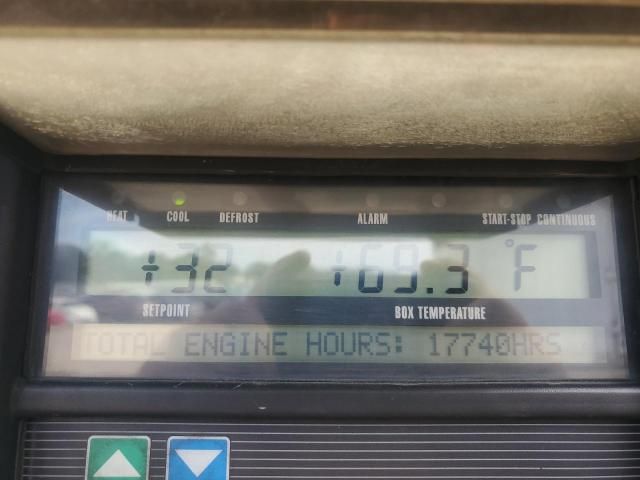 HEAT COOL DEFROST ALARM START-STOP CONTINUOUS
+32 +69.3 °F
SETPOINT BOX TEMPERATURE
TOTAL ENGINE HOURS: 17740HRS